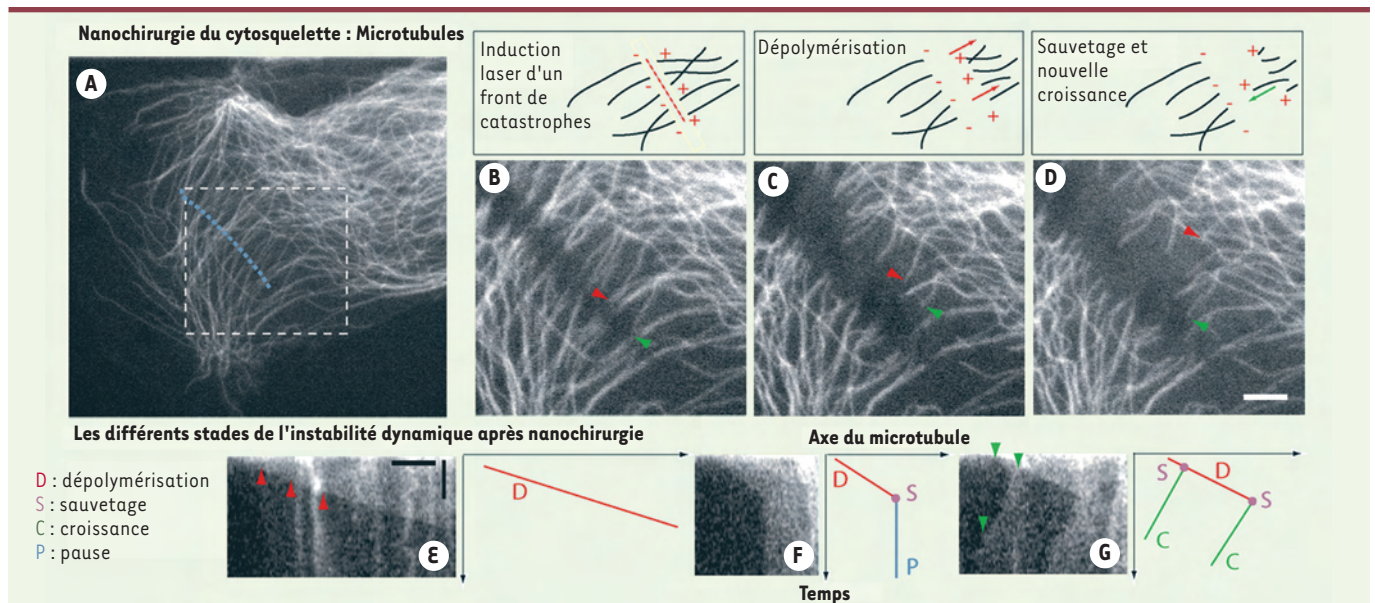 Nanochirurgie du cytosquelette : Microtubules
A
Induction
laser d'un
front de
catastrophes
- + - - + -
Dépolymérisation
- + - + - + - +
Sauvetage et
nouvelle
croissance
- + - + - +
B
C
D
Les différents stades de l'instabilité dynamique après nanochirurgie
Axe du microtubule
D : dépolymérisation
S : sauvetage
C : croissance
P : pause
E
D
F
D
S
P
G
S
D
S
C
C
Temps